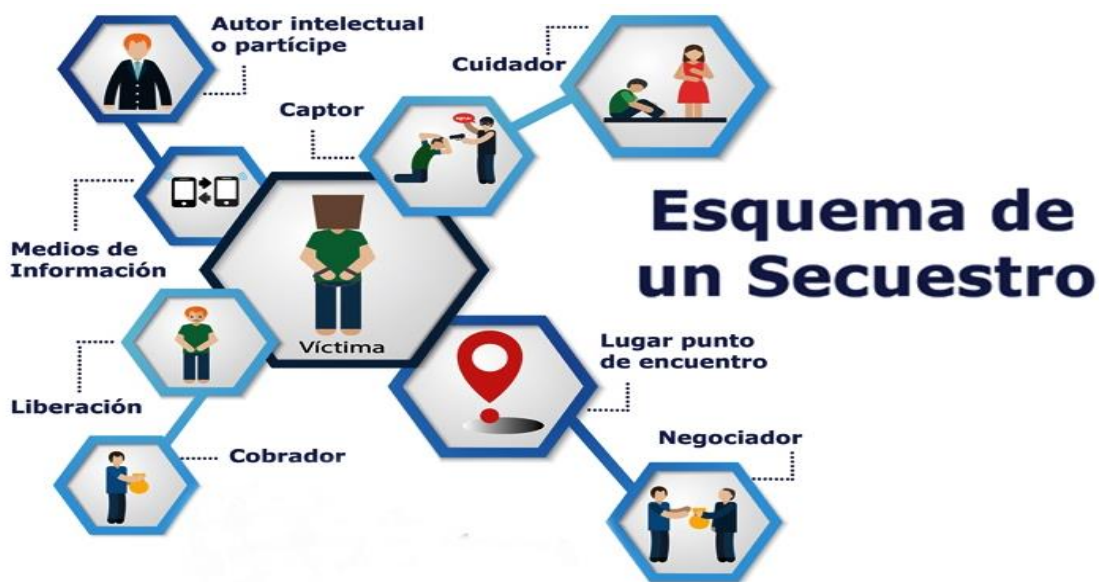 Autor intelectual
o partícipe
Cuidador
Captor
Esquema de
un Secuestro
Medios de
Información
Víctima
Lugar punto
de encuentro
Liberación
Negociador
Cobrador